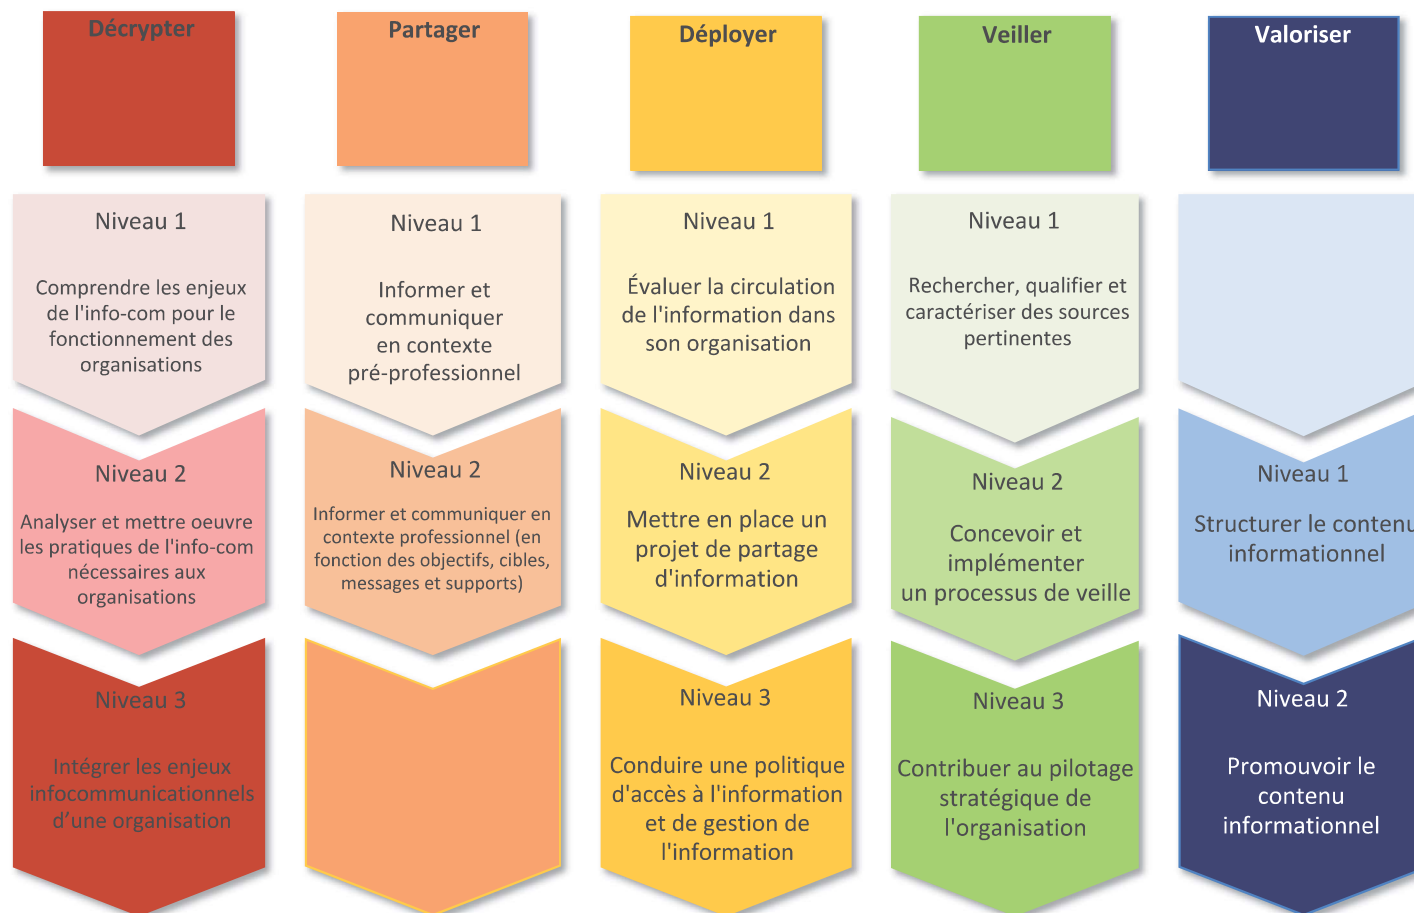 Décrypter
Partager
Déployer
Veiller
Valoriser
Niveau 1
Comprendre les enjeux
de l'info-com pour le
fonctionnement des
organisations
Niveau 1
Informer et
communiquer
en contexte
pré-professionnel
Niveau 1
Évaluer la circulation
de l'information dans
son organisation
Niveau 1
Rechercher, qualifier et
caractériser des sources
pertinentes
Niveau 2
Analyser et mettre oeuvre
les pratiques de l'info-com
nécessaires aux
organisations
Niveau 2
Informer et communiquer en
contexte professionnel (en
fonction des objectifs, cibles,
messages et supports)
Niveau 2
Mettre en place un
projet de partage
d'information
Niveau 2
Concevoir et
implémenter
un processus de veille
Niveau 1
Structurer le contenu
informationnel
Niveau 3
Intégrer les enjeux
infocommunicationnels
d’une organisation
Niveau 3
Conduire une politique
d'accès à l'information
et de gestion de
l'information
Niveau 3
Contribuer au pilotage
stratégique de
l'organisation
Niveau 2
Promouvoir le
contenu
informationnel